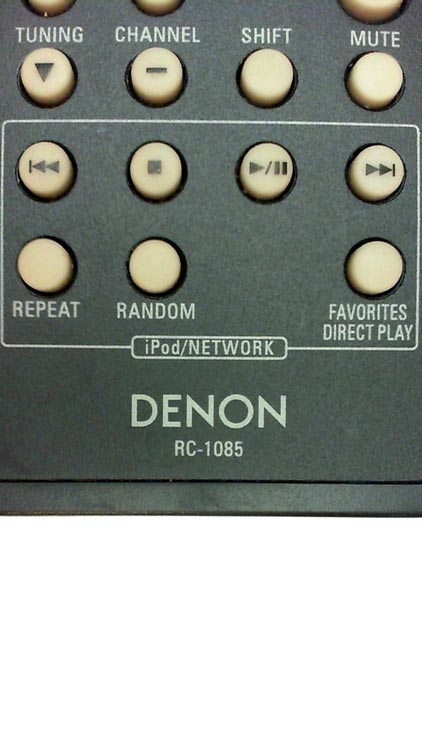 TUNING CHANNEL SHIFT MUTE
REPEAT RANDOM FAVORITES
DIRECT PLAY
iPod/NETWORK
DENON
RC-1085